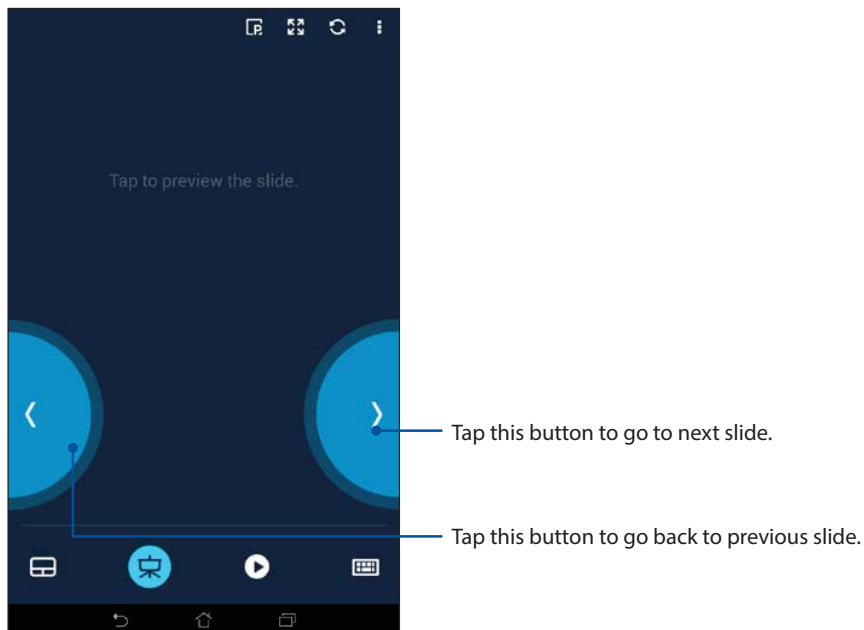 Tap to preview the slide.
Tap this button to go to next slide.
Tap this button to go back to previous slide.